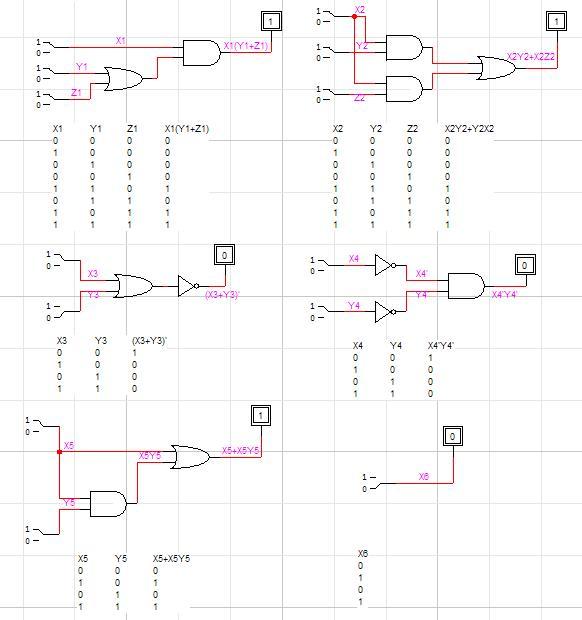 1
X1
1
0
X1(Y1+Z1)
Y1
1
0
Z1
1
0
X1 Y1 Z1 X1(Y1+Z1)
0 0 0 0
1 0 0 0
0 1 0 0
0 0 1 0
1 1 0 1
0 1 1 0
1 0 1 1
1 1 1 1
X2
1
1
0
Y2
1
0
X2Y2+X2Z2
1
0
Z2
X2 Y2 Z2 X2Y2+Y2X2
0 0 0 0
1 0 0 0
0 1 0 0
0 0 1 0
1 1 0 1
0 1 1 0
1 0 1 1
1 1 1 1
0
1
0
X3
Y3
1
0
(X3+Y3)'
X3 Y3 (X3+Y3)'
0 0 1
1 0 0
0 1 0
1 1 0
1
0
X4
X4'
0
Y4'
X4'Y4'
1
0
Y4
X4 Y4 X4'Y4'
0 0 1
1 0 0
0 1 0
1 1 0
1
1
0
X5
X5Y5
X5+X5Y5
Y5
1
0
X5 Y5 X5+X5Y5
0 0 0
1 0 1
0 1 0
1 1 1
0
1
0
X6
X6
0
1
0
1